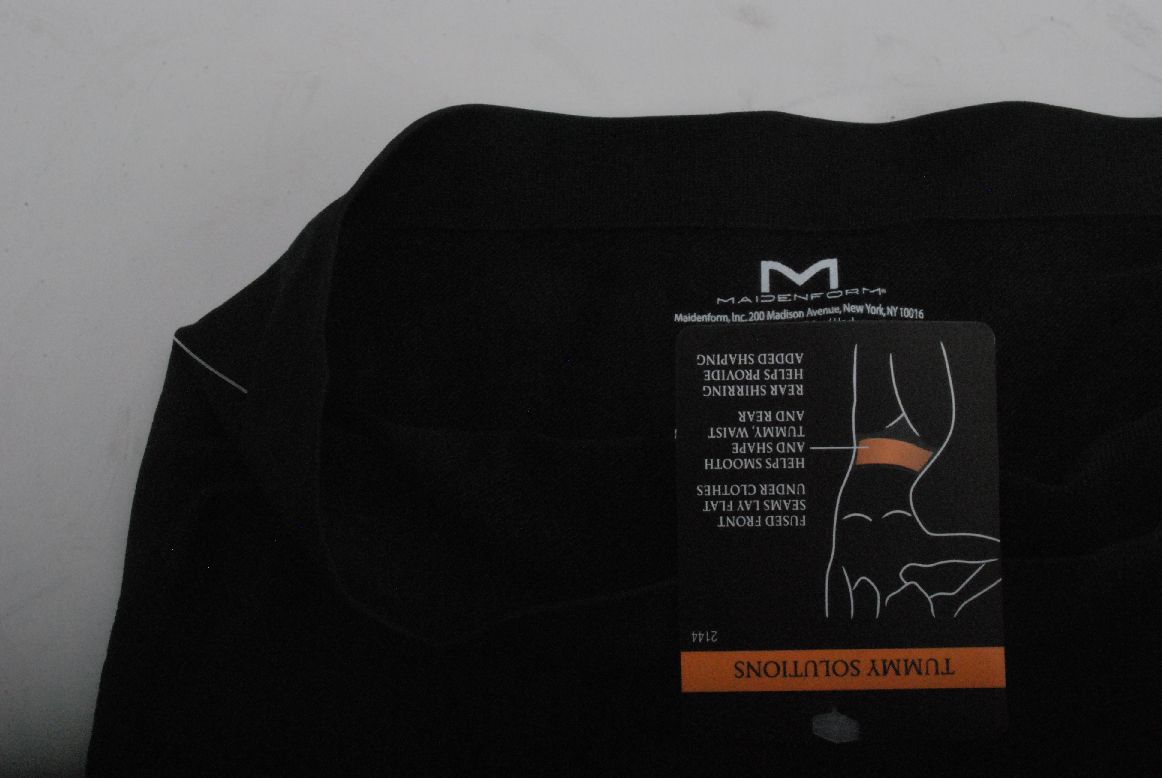 M
MAIDENFORM®
Maidenform, Inc. 200 Madison Avenue, New York, NY 10016
TUMMY SOLUTIONS
2144
FUSED FRONT
SEAMS LAY FLAT
UNDER CLOTHES
HELPS SMOOTH
AND SHAPE
TUMMY, WAIST
AND REAR
REAR SHIRRING
HELPS PROVIDE
ADDED SHAPING